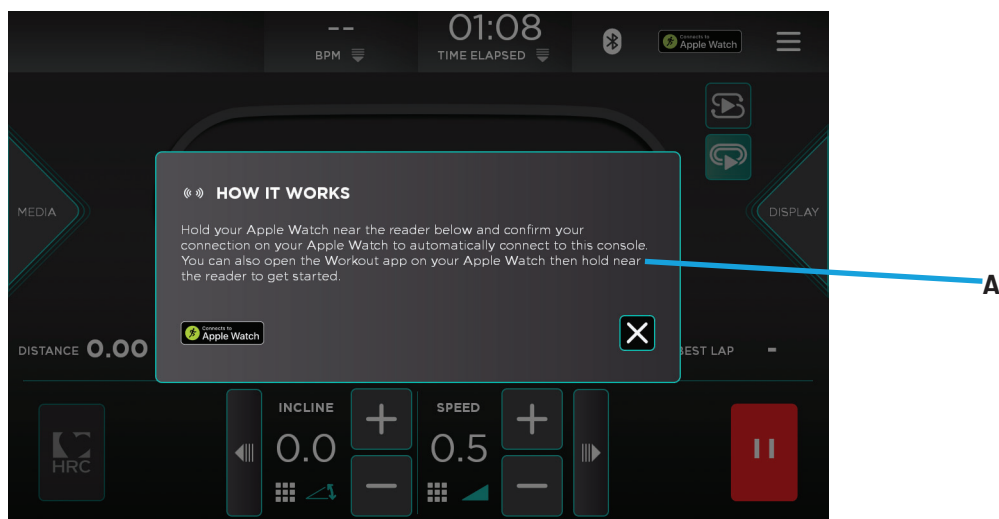 --
BPM
01:08
TIME ELAPSED
Connects to
Apple Watch
MEDIA
DISPLAY
HOW IT WORKS
Hold your Apple Watch near the reader below and confirm your
connection on your Apple Watch to automatically connect to this console.
You can also open the Workout app on your Apple Watch then hold near
the reader to get started.
A
Connects to
Apple Watch
DISTANCE 0.00
BEST LAP -
INCLINE
0.0
SPEED
0.5
HRC